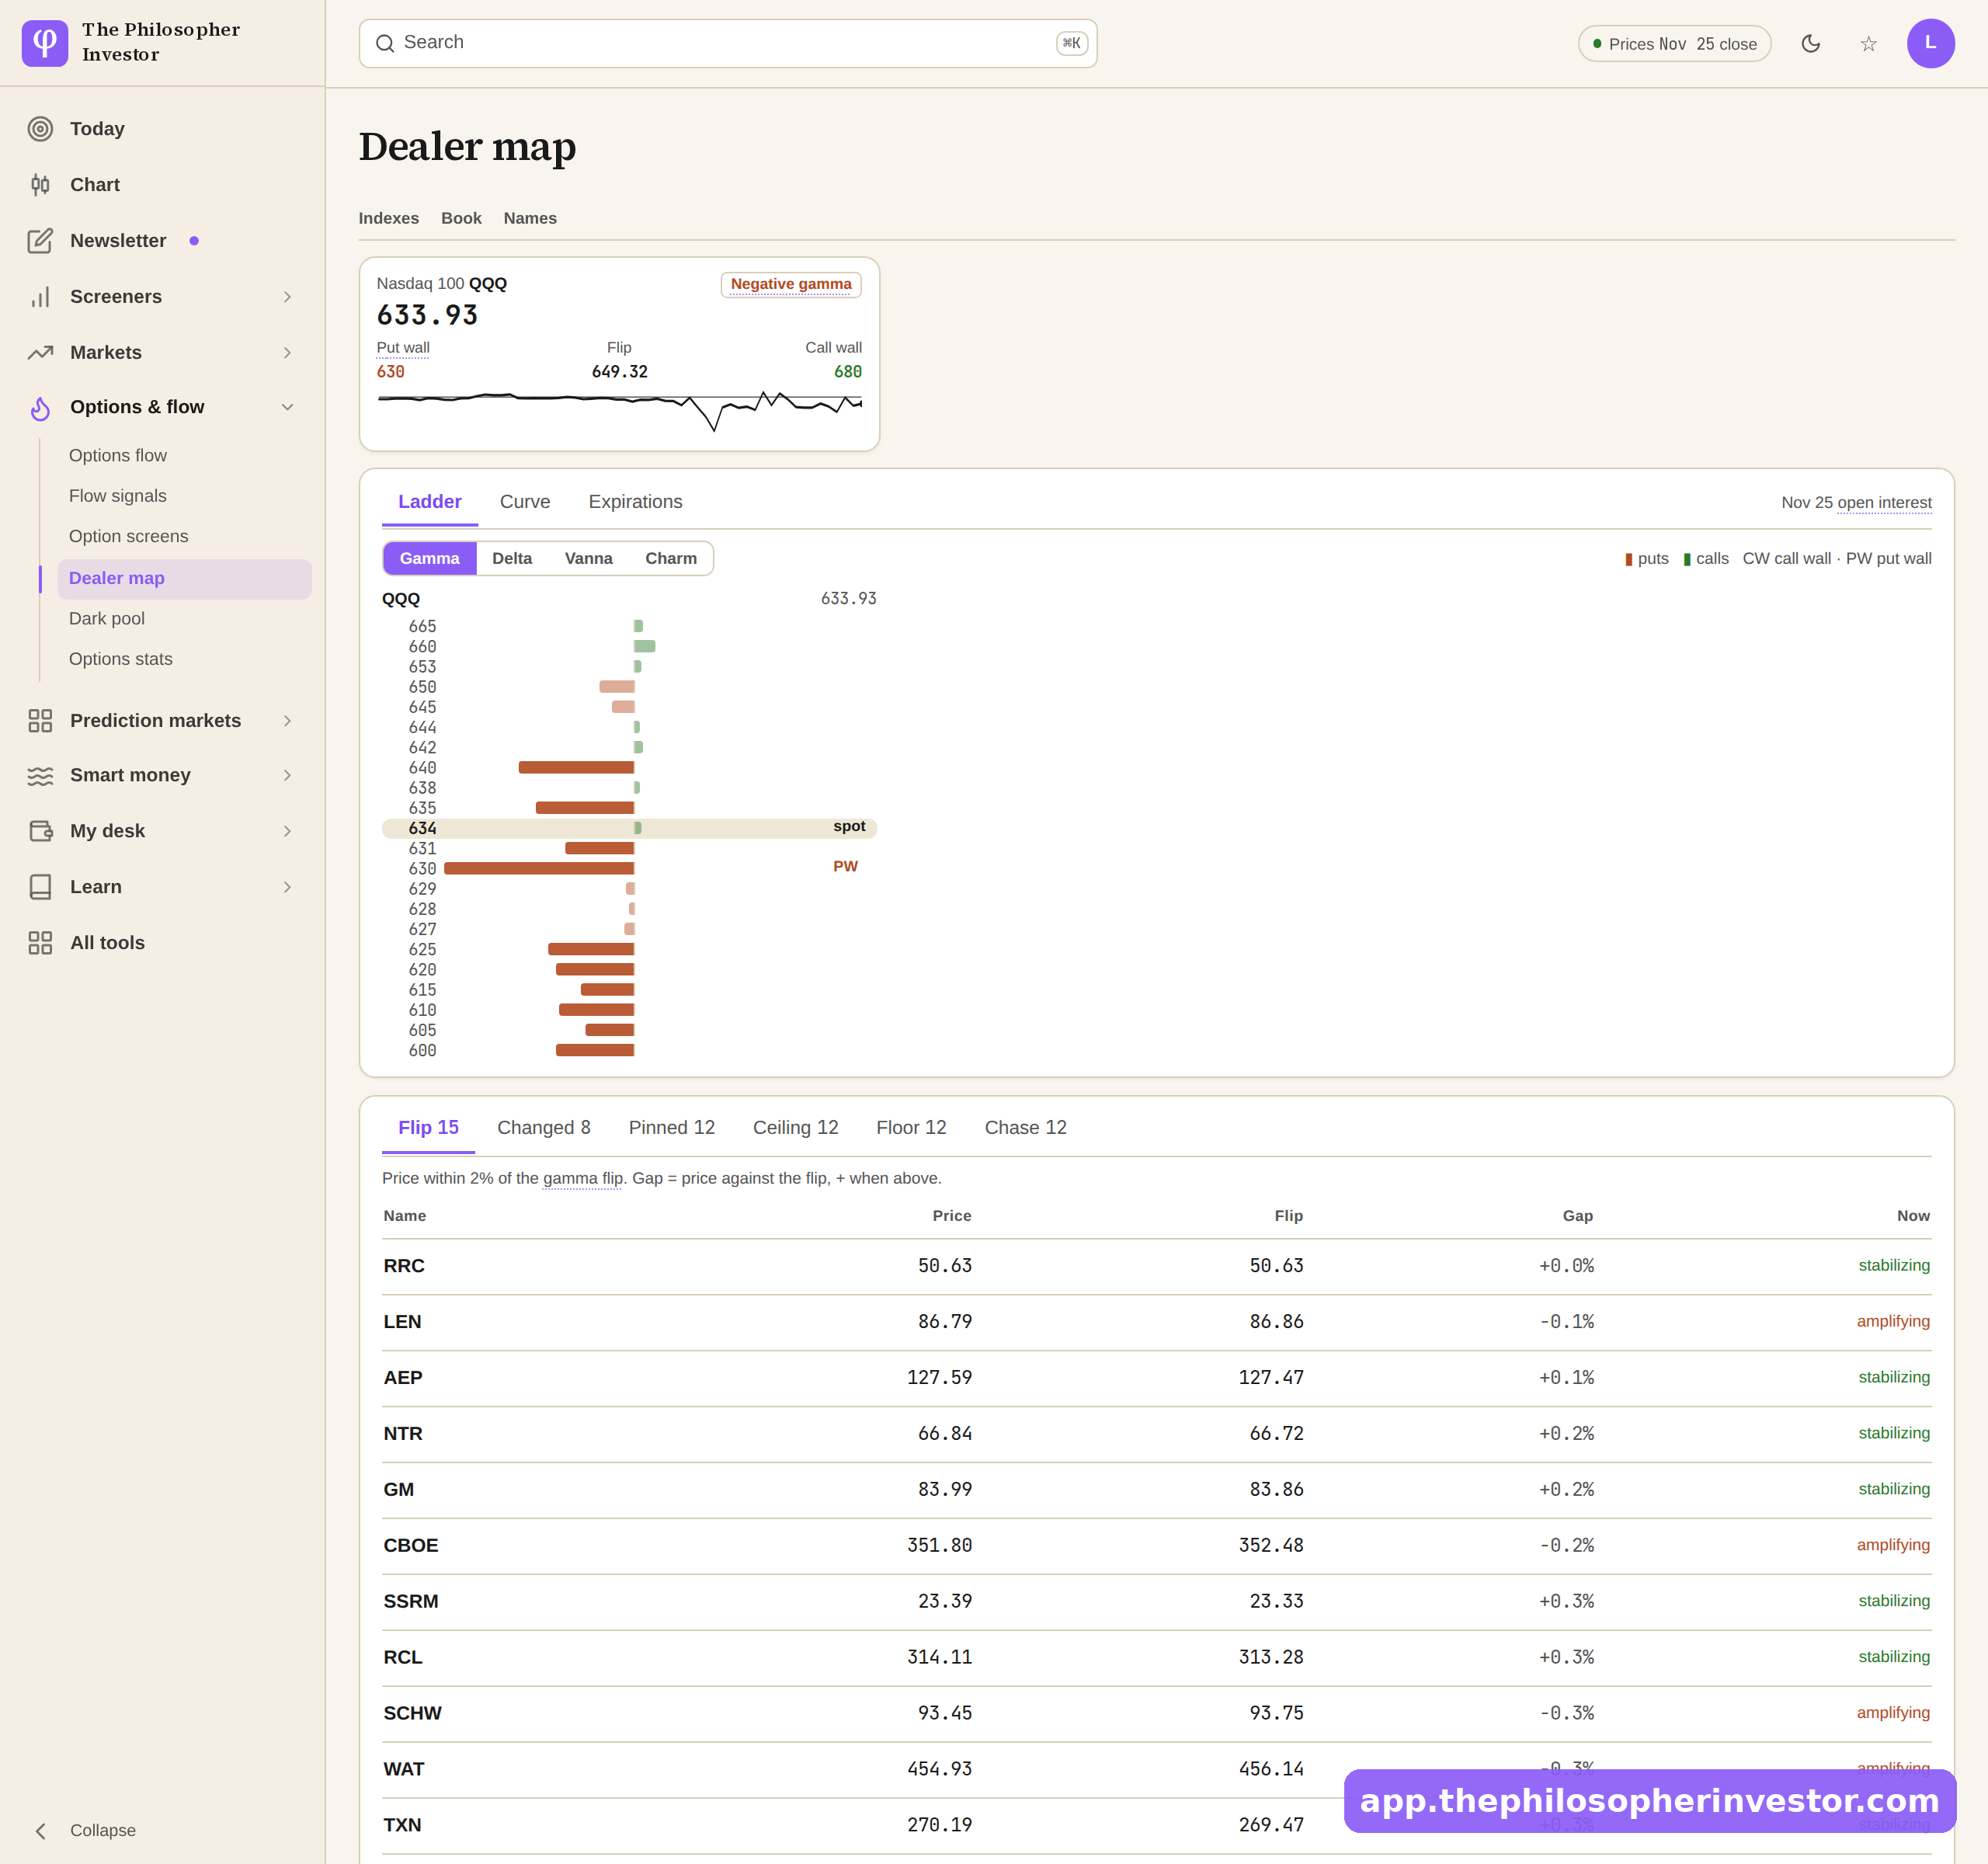 φ The Philosopher
Investor
Search ⌘K
Prices Nov 25 close
L
Today
Chart
Newsletter
Screeners
Markets
Options & flow
Options flow
Flow signals
Option screens
Dealer map
Dark pool
Options stats
Prediction markets
Smart money
My desk
Learn
All tools
Collapse
Dealer map
Indexes Book Names
Nasdaq 100 QQQ Negative gamma
633.93
Put wall Flip Call wall
630 649.32 680
Ladder Curve Expirations Nov 25 open interest
Gamma Delta Vanna Charm puts calls CW call wall · PW put wall
QQQ 633.93
665
660
653
650
645
644
642
640
638
635
634 spot
631
630 PW
629
628
627
625
620
615
610
605
600
Flip 15 Changed 8 Pinned 12 Ceiling 12 Floor 12 Chase 12
Price within 2% of the gamma flip. Gap = price against the flip, + when above.
Name Price Flip Gap Now
RRC 50.63 50.63 +0.0% stabilizing
LEN 86.79 86.86 -0.1% amplifying
AEP 127.59 127.47 +0.1% stabilizing
NTR 66.84 66.72 +0.2% stabilizing
GM 83.99 83.86 +0.2% stabilizing
CBOE 351.80 352.48 -0.2% amplifying
SSRM 23.39 23.33 +0.3% stabilizing
RCL 314.11 313.28 +0.3% stabilizing
SCHW 93.45 93.75 -0.3% amplifying
WAT 454.93 456.14 -0.3% amplifying
app.thephilosopherinvestor.com
TXN 270.19 269.47 +0.3% stabilizing